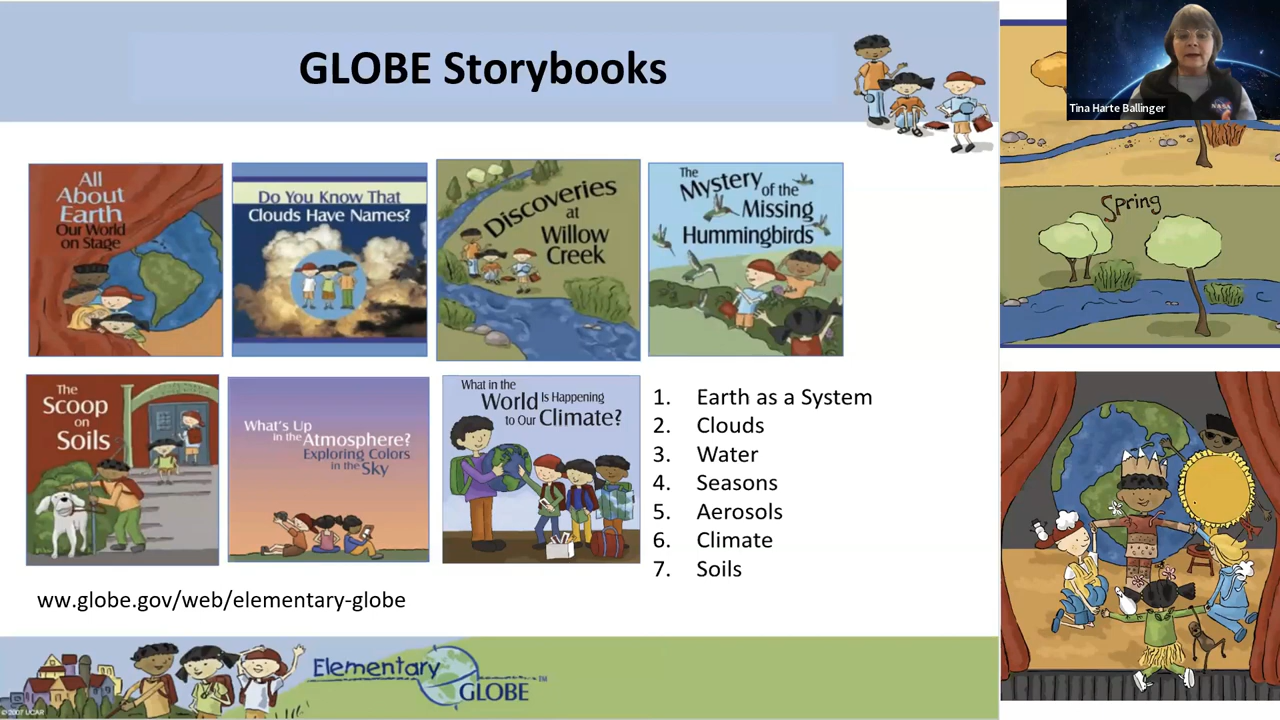 GLOBE Storybooks
Tina Harte Ballinger
NASA
All
About
Earth
Our World
on Stage
Do You Know That
Clouds Have Names?
Discoveries
at
Willow
Creek
The
Mystery
of the
Missing
Hummingbirds
Spring
The
Scoop
on
Soils
What's Up
in the Atmosphere?
Exploring Colors
in the Sky
What in the
World Is Happening
to Our Climate?
1. Earth as a System
2. Clouds
3. Water
4. Seasons
5. Aerosols
6. Climate
7. Soils
ww.globe.gov/web/elementary-globe
Elementary
GLOBE™
©2007 UCAR